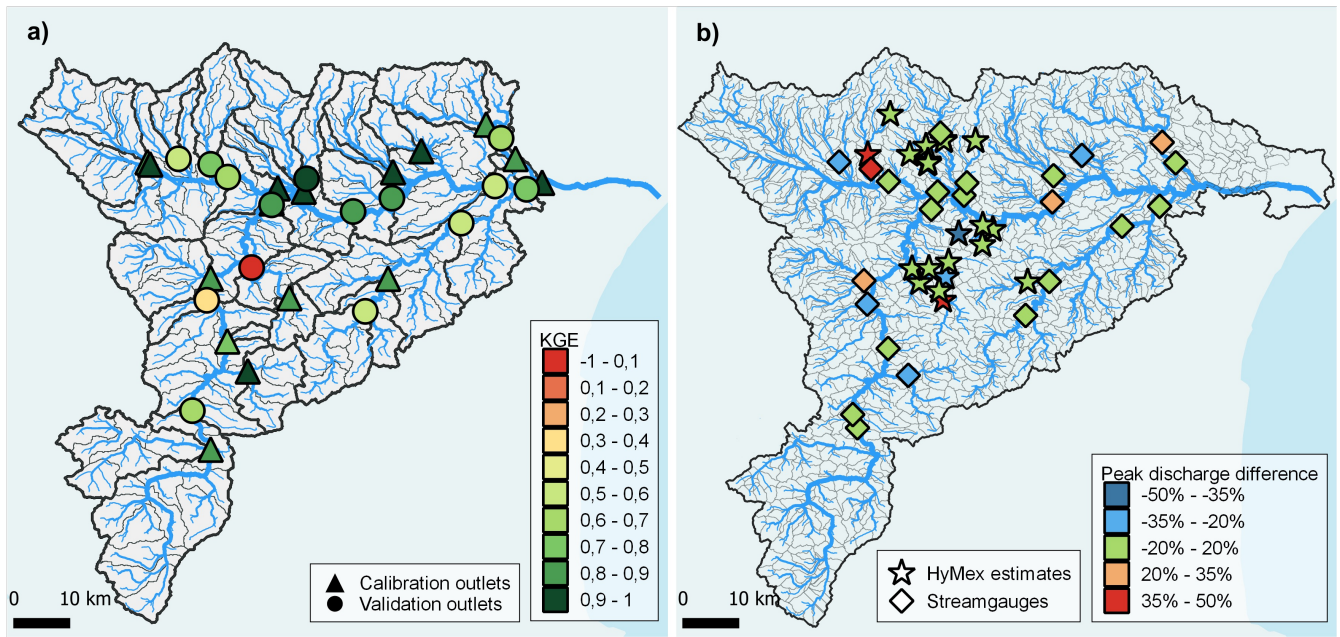 a)
KGE
-1 - 0,1
0,1 - 0,2
0,2 - 0,3
0,3 - 0,4
0,4 - 0,5
0,5 - 0,6
0,6 - 0,7
0,7 - 0,8
0,8 - 0,9
0,9 - 1
Calibration outlets
Validation outlets
0 10 km
b)
Peak discharge difference
-50% - -35%
-35% - -20%
-20% - 20%
20% - 35%
35% - 50%
HyMex estimates
Streamgauges
0 10 km